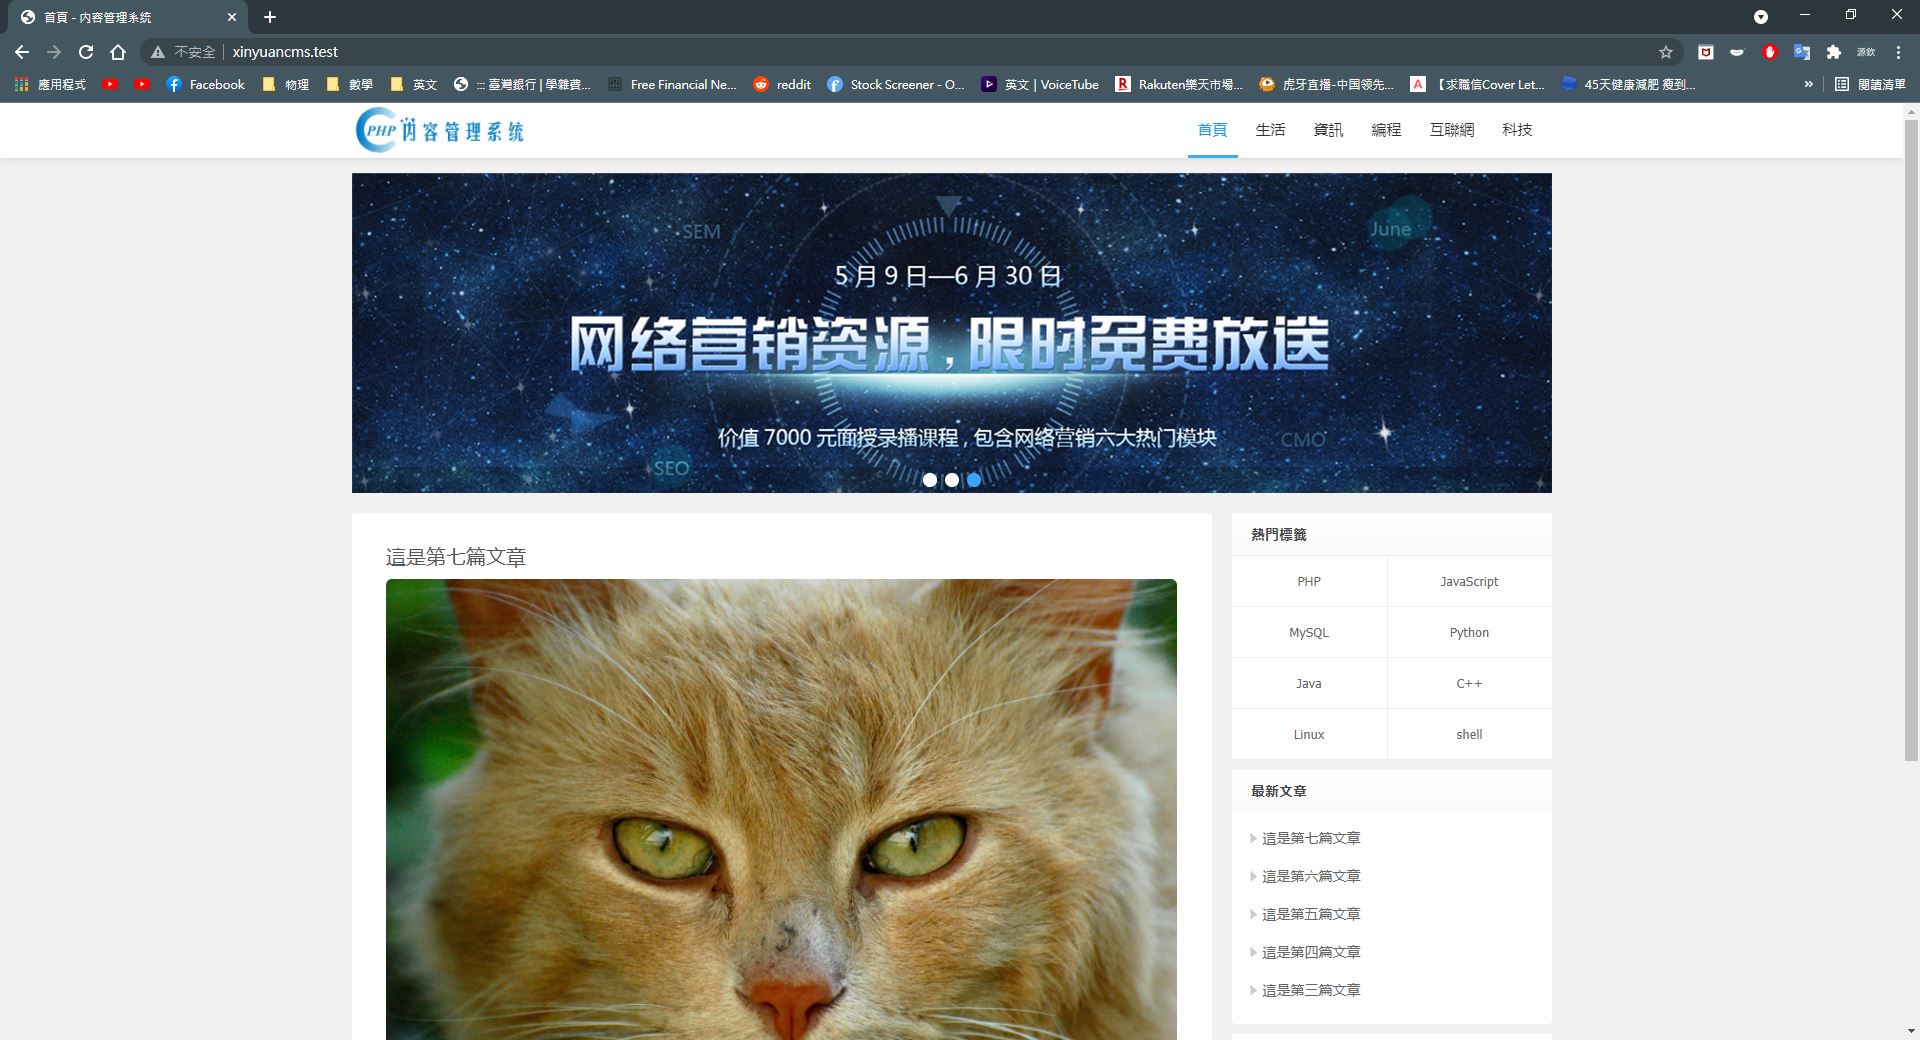 首頁 - 内容管理系统
不安全 xinyuancms.test
源欽
應用程式 Facebook 物理 數學 英文 ::: 臺灣銀行 | 學雜費... Free Financial Ne... reddit Stock Screener - O... 英文 | VoiceTube Rakuten樂天市場... 虎牙直播-中国领先... 【求職信Cover Let... 45天健康減肥 瘦到... » 閱讀清單
PHP内容管理系统
首頁 生活 資訊 編程 互聯網 科技
SEM
June
5 月 9 日—6 月 30 日
网络营销资源,限时免费放送
价值 7000 元面授录播课程,包含网络营销六大热门模块
CMO
SEO
這是第七篇文章
熱門標籤
PHP JavaScript
MySQL Python
Java C++
Linux shell
最新文章
這是第七篇文章
這是第六篇文章
這是第五篇文章
這是第四篇文章
這是第三篇文章